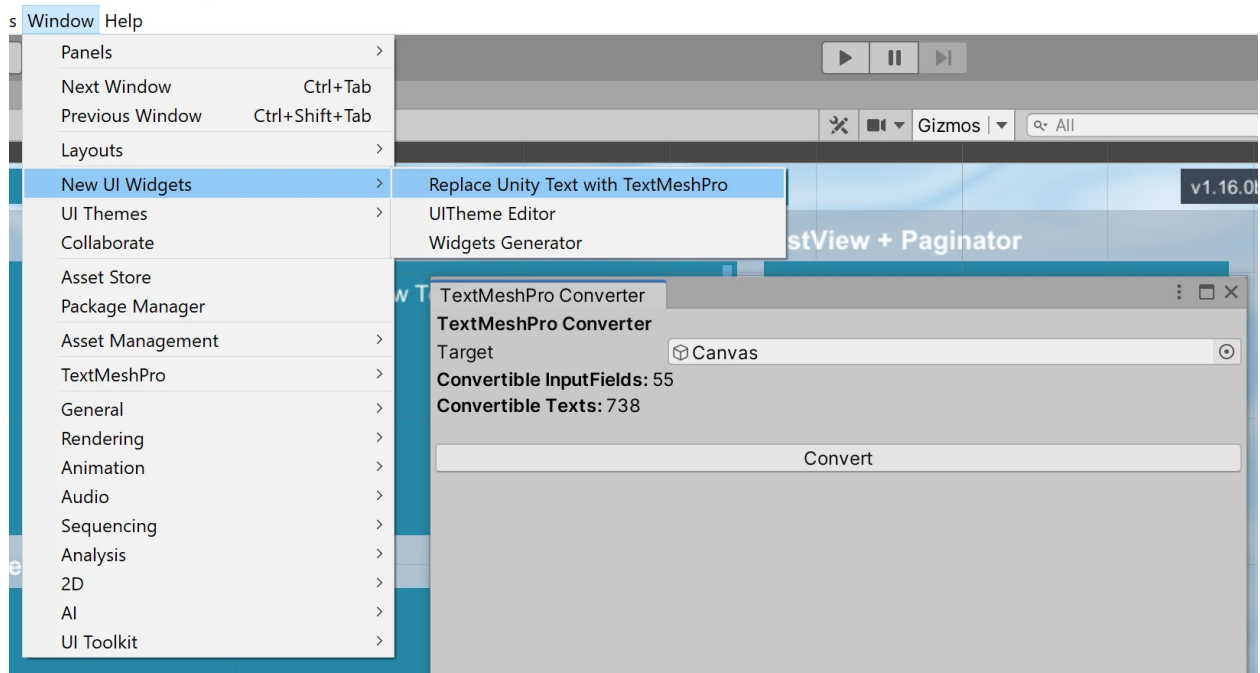 s Window Help
Panels
Next Window Ctrl+Tab
Previous Window Ctrl+Shift+Tab
Layouts
New UI Widgets
UI Themes
Collaborate
Asset Store
Package Manager
Asset Management
TextMeshPro
General
Rendering
Animation
Audio
Sequencing
Analysis
2D
AI
UI Toolkit
Replace Unity Text with TextMeshPro
UITheme Editor
Widgets Generator
Gizmos All
v1.16.0b
stView + Paginator
w T
TextMeshPro Converter
TextMeshPro Converter
Target Canvas
Convertible InputFields: 55
Convertible Texts: 738
Convert
e